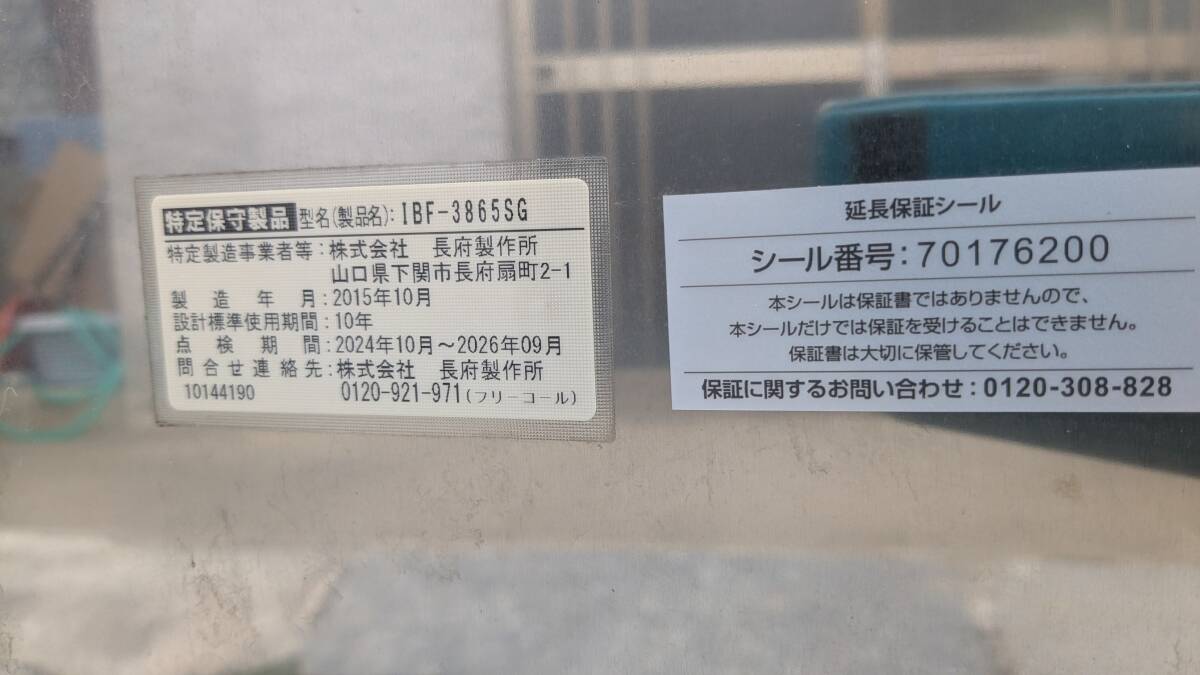 特定保守製品 型名(製品名):IBF-3865SG
特定製造事業者等:株式会社 長府製作所
山口県下関市長府扇町2-1
製造年月:2015年10月
設計標準使用期間:10年
点検期間:2024年10月～2026年09月
問合せ連絡先:株式会社 長府製作所
10144190 0120-921-971(フリーコール)
延長保証シール
シール番号:70176200
本シールは保証書ではありませんので、
本シールだけでは保証を受けることはできません。
保証書は大切に保管してください。
保証に関するお問い合わせ:0120-308-828